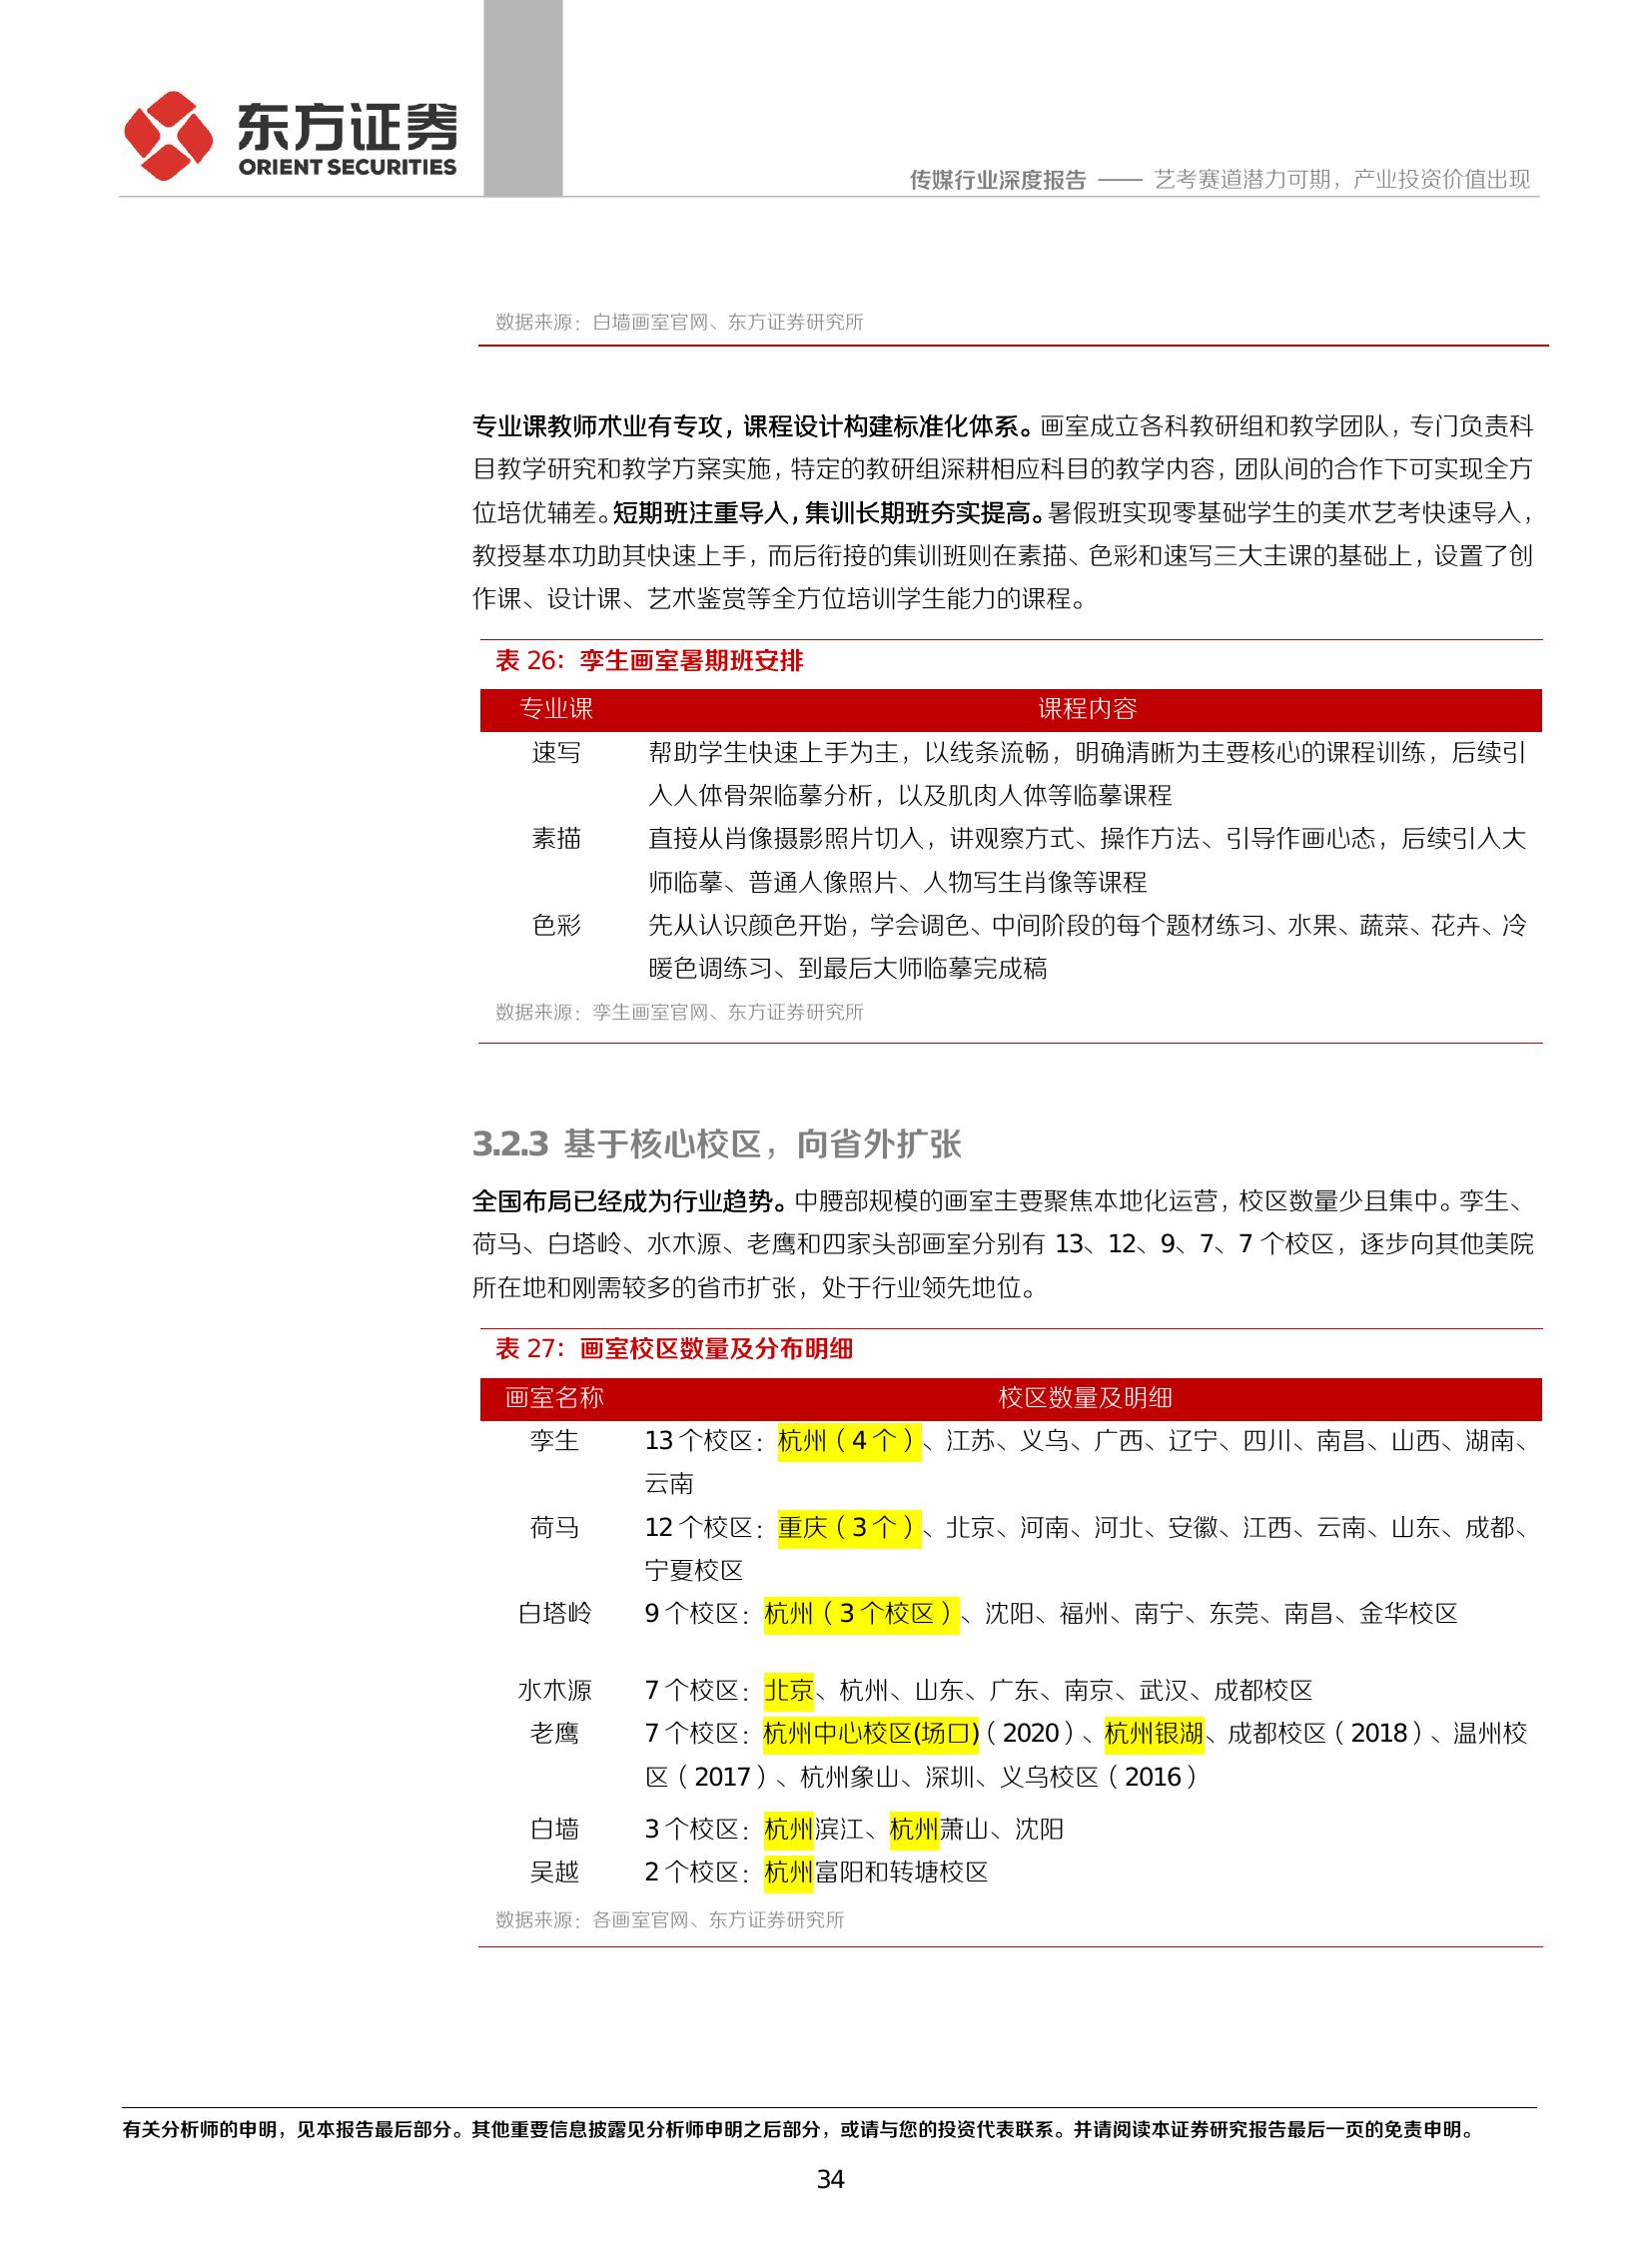 东方证券
ORIENT SECURITIES
传媒行业深度报告 —— 艺考赛道潜力可期，产业投资价值出现
数据来源：白墙画室官网、东方证券研究所
专业课教师术业有专攻，课程设计构建标准化体系。画室成立各科教研组和教学团队，专门负责科
目教学研究和教学方案实施，特定的教研组深耕相应科目的教学内容，团队间的合作下可实现全方
位培优辅差。短期班注重导入，集训长期班夯实提高。暑假班实现零基础学生的美术艺考快速导入，
教授基本功助其快速上手，而后衔接的集训班则在素描、色彩和速写三大主课的基础上，设置了创
作课、设计课、艺术鉴赏等全方位培训学生能力的课程。
表 26：孪生画室暑期班安排
专业课 课程内容
速写 帮助学生快速上手为主，以线条流畅，明确清晰为主要核心的课程训练，后续引
入人体骨架临摹分析，以及肌肉人体等临摹课程
素描 直接从肖像摄影照片切入，讲观察方式、操作方法、引导作画心态，后续引入大
师临摹、普通人像照片、人物写生肖像等课程
色彩 先从认识颜色开始，学会调色、中间阶段的每个题材练习、水果、蔬菜、花卉、冷
暖色调练习、到最后大师临摹完成稿
数据来源：孪生画室官网、东方证券研究所
3.2.3 基于核心校区，向省外扩张
全国布局已经成为行业趋势。中腰部规模的画室主要聚焦本地化运营，校区数量少且集中。孪生、
荷马、白塔岭、水木源、老鹰和四家头部画室分别有 13、12、9、7、7 个校区，逐步向其他美院
所在地和刚需较多的省市扩张，处于行业领先地位。
表 27：画室校区数量及分布明细
画室名称 校区数量及明细
孪生 13 个校区：杭州（4 个）、江苏、义乌、广西、辽宁、四川、南昌、山西、湖南、
云南
荷马 12 个校区：重庆（3 个）、北京、河南、河北、安徽、江西、云南、山东、成都、
宁夏校区
白塔岭 9 个校区：杭州（3 个校区）、沈阳、福州、南宁、东莞、南昌、金华校区
水木源 7 个校区：北京、杭州、山东、广东、南京、武汉、成都校区
老鹰 7 个校区：杭州中心校区(场口)（2020）、杭州银湖、成都校区（2018）、温州校
区（2017）、杭州象山、深圳、义乌校区（2016）
白墙 3 个校区：杭州滨江、杭州萧山、沈阳
吴越 2 个校区：杭州富阳和转塘校区
数据来源：各画室官网、东方证券研究所
有关分析师的申明，见本报告最后部分。其他重要信息披露见分析师申明之后部分，或请与您的投资代表联系。并请阅读本证券研究报告最后一页的免责申明。
34